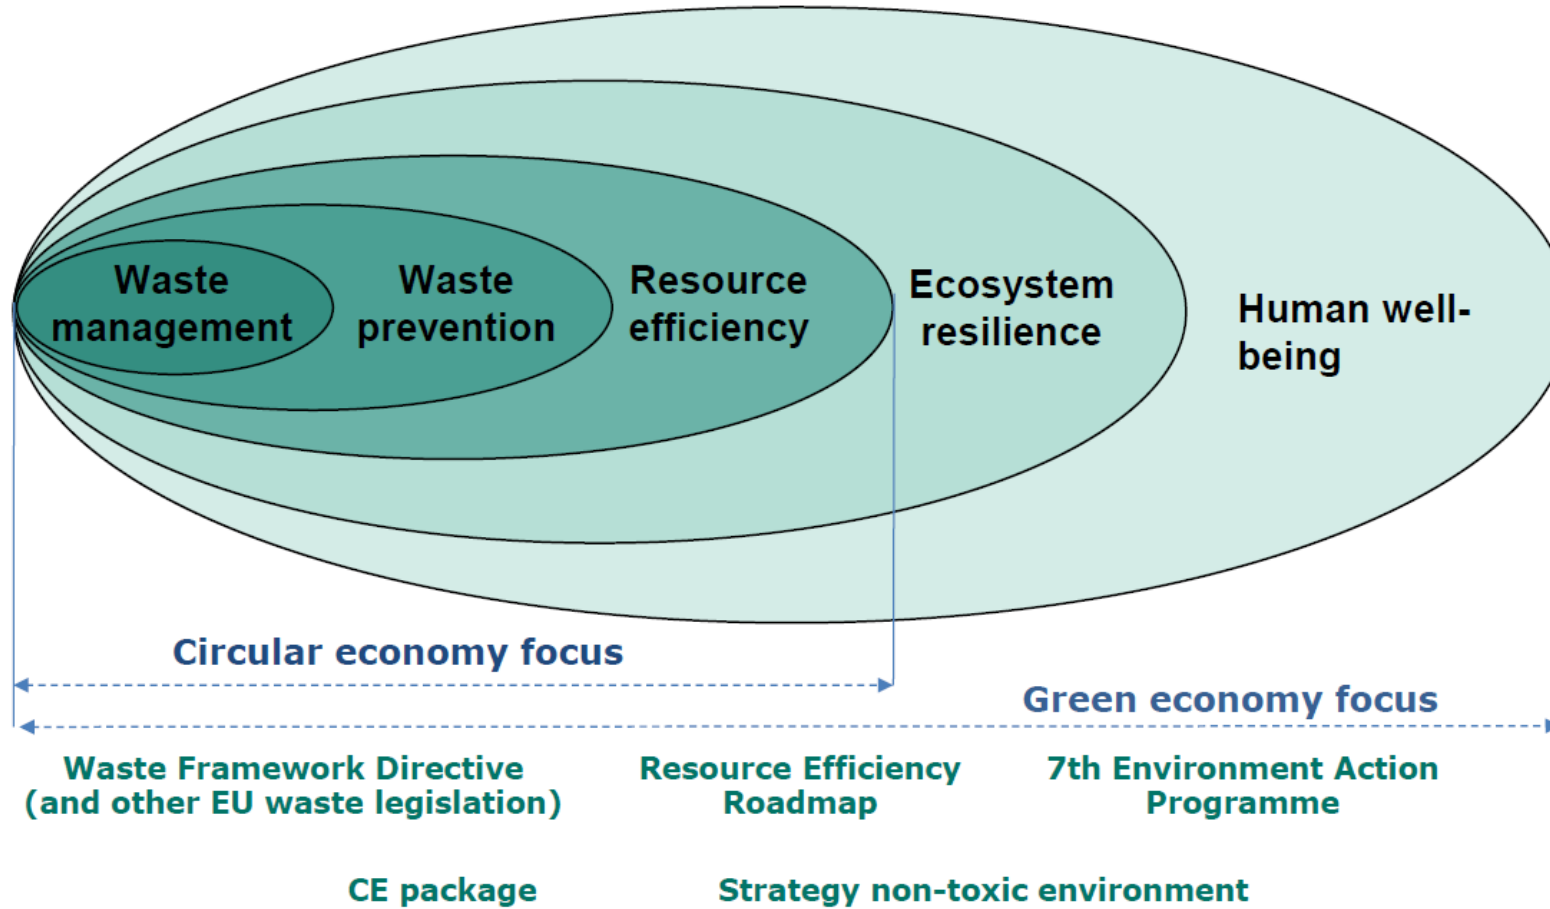 Waste
management
Waste
prevention
Resource
efficiency
Ecosystem
resilience
Human well-
being
Circular economy focus
Green economy focus
Waste Framework Directive
(and other EU waste legislation)
Resource Efficiency
Roadmap
7th Environment Action
Programme
CE package
Strategy non-toxic environment